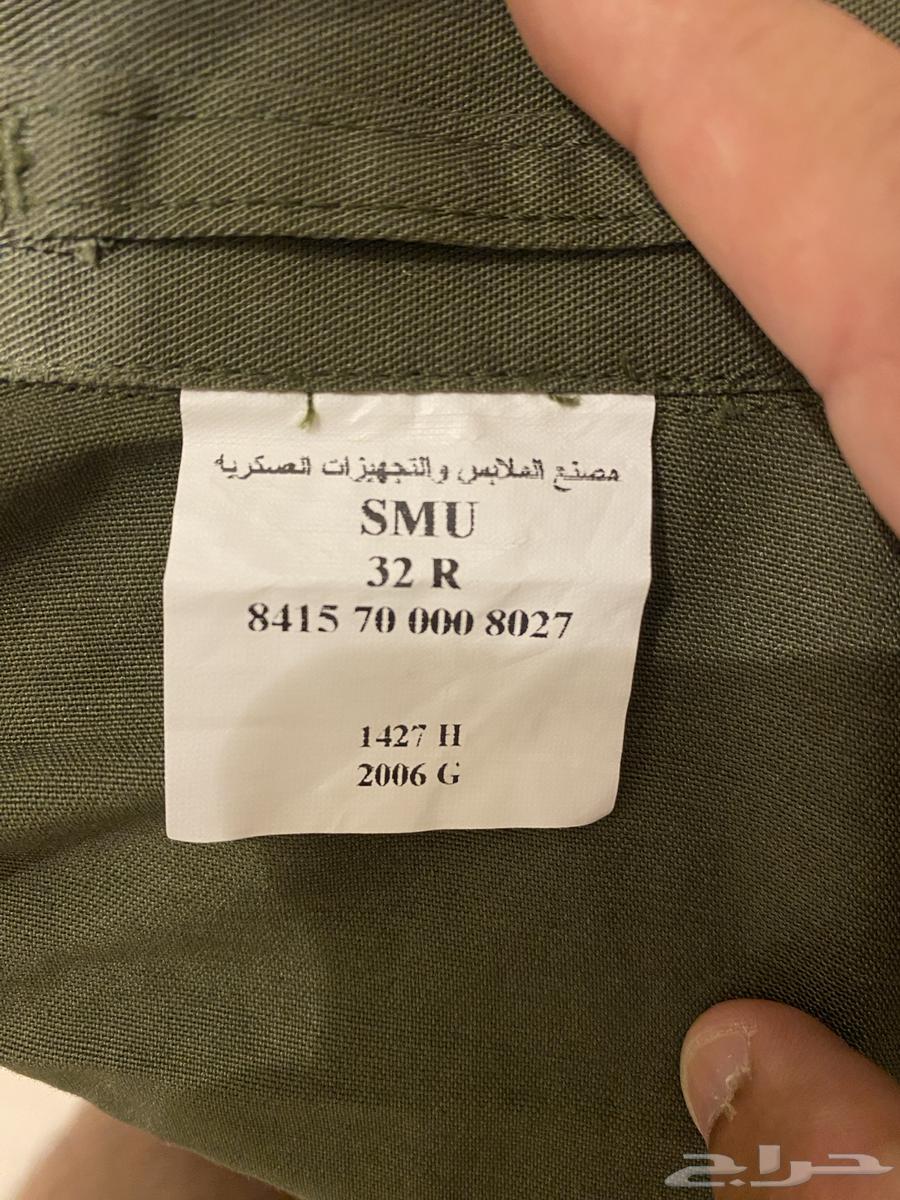 مصنع الملابس والتجهيزات العسكريه
SMU
32 R
8415 70 000 8027
1427 H
2006 G
حراج